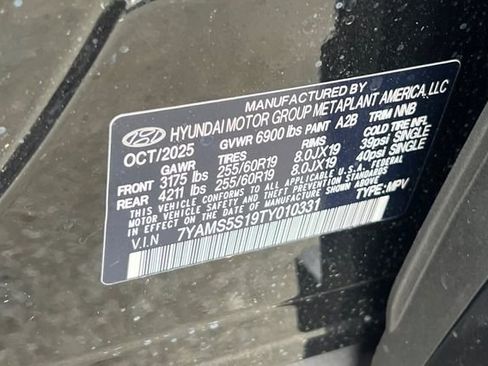 MANUFACTURED BY
HYUNDAI MOTOR GROUP METAPLANT AMERICA, LLC
OCT/2025 GVWR 6900 lbs PAINT A2B TRIM NNB
GAWR TIRES RIMS COLD TIRE INFL
FRONT 3175 lbs 255/60R19 8.0JX19 39psi SINGLE
REAR 4211 lbs 255/60R19 8.0JX19 40psi SINGLE
THIS VEHICLE CONFORMS TO ALL APPLICABLE U.S.A. FEDERAL
MOTOR VEHICLE SAFETY AND THEFT PREVENTION STANDARDS
IN EFFECT ON THE DATE OF MANUFACTURE SHOWN ABOVE.
V.I.N 7YAMS5S19TY010331 TYPE:MPV